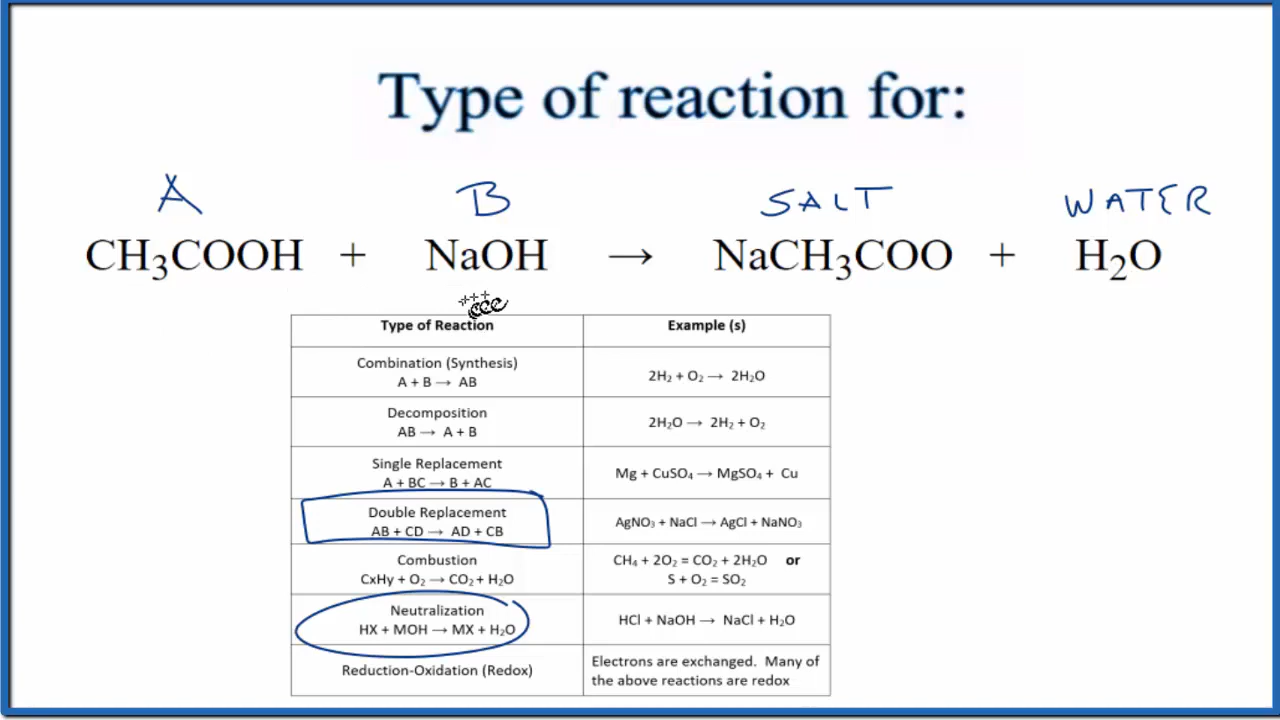 Type of reaction for:
A B SALT WATER
CH₃COOH + NaOH → NaCH₃COO + H₂O
Type of Reaction Example (s)
Combination (Synthesis)
A + B → AB
2H₂ + O₂ → 2H₂O
Decomposition
AB → A + B
2H₂O → 2H₂ + O₂
Single Replacement
A + BC → B + AC
Mg + CuSO₄ → MgSO₄ + Cu
Double Replacement
AB + CD → AD + CB
AgNO₃ + NaCl → AgCl + NaNO₃
Combustion
CxHy + O₂ → CO₂ + H₂O
CH₄ + 2O₂ = CO₂ + 2H₂O or
S + O₂ = SO₂
Neutralization
HX + MOH → MX + H₂O
HCl + NaOH → NaCl + H₂O
Reduction-Oxidation (Redox)
Electrons are exchanged. Many of
the above reactions are redox